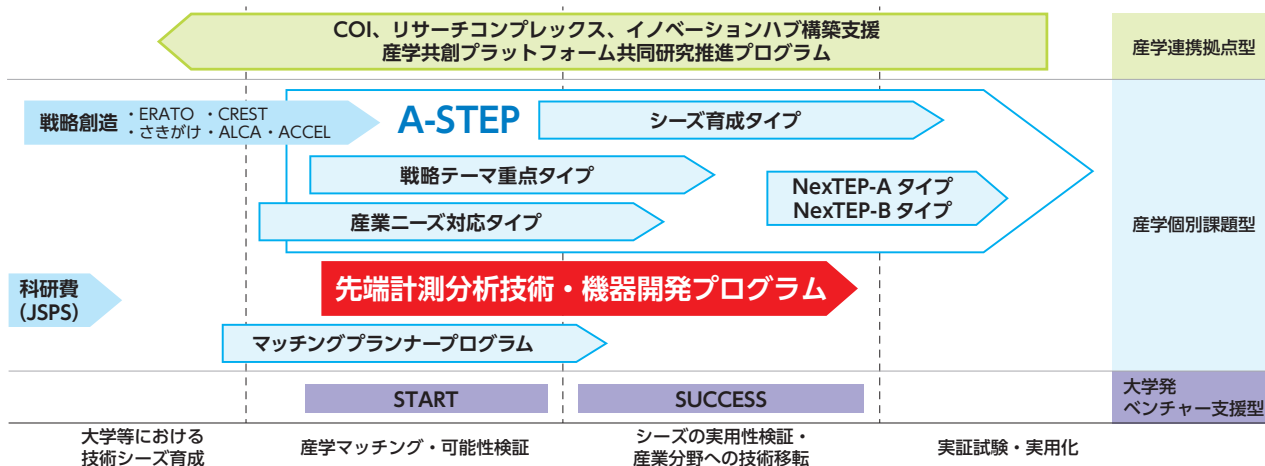 COI、リサーチコンプレックス、イノベーションハブ構築支援
産学共創プラットフォーム共同研究推進プログラム
産学連携拠点型
戦略創造
・ERATO ・CREST
・さきがけ・ALCA・ACCEL
A-STEP
シーズ育成タイプ
戦略テーマ重点タイプ
NexTEP-A タイプ
NexTEP-B タイプ
産業ニーズ対応タイプ
産学個別課題型
科研費
(JSPS)
先端計測分析技術・機器開発プログラム
マッチングプランナープログラム
START
SUCCESS
大学発
ベンチャー支援型
大学等における
技術シーズ育成
産学マッチング・可能性検証
シーズの実用性検証・
産業分野への技術移転
実証試験・実用化